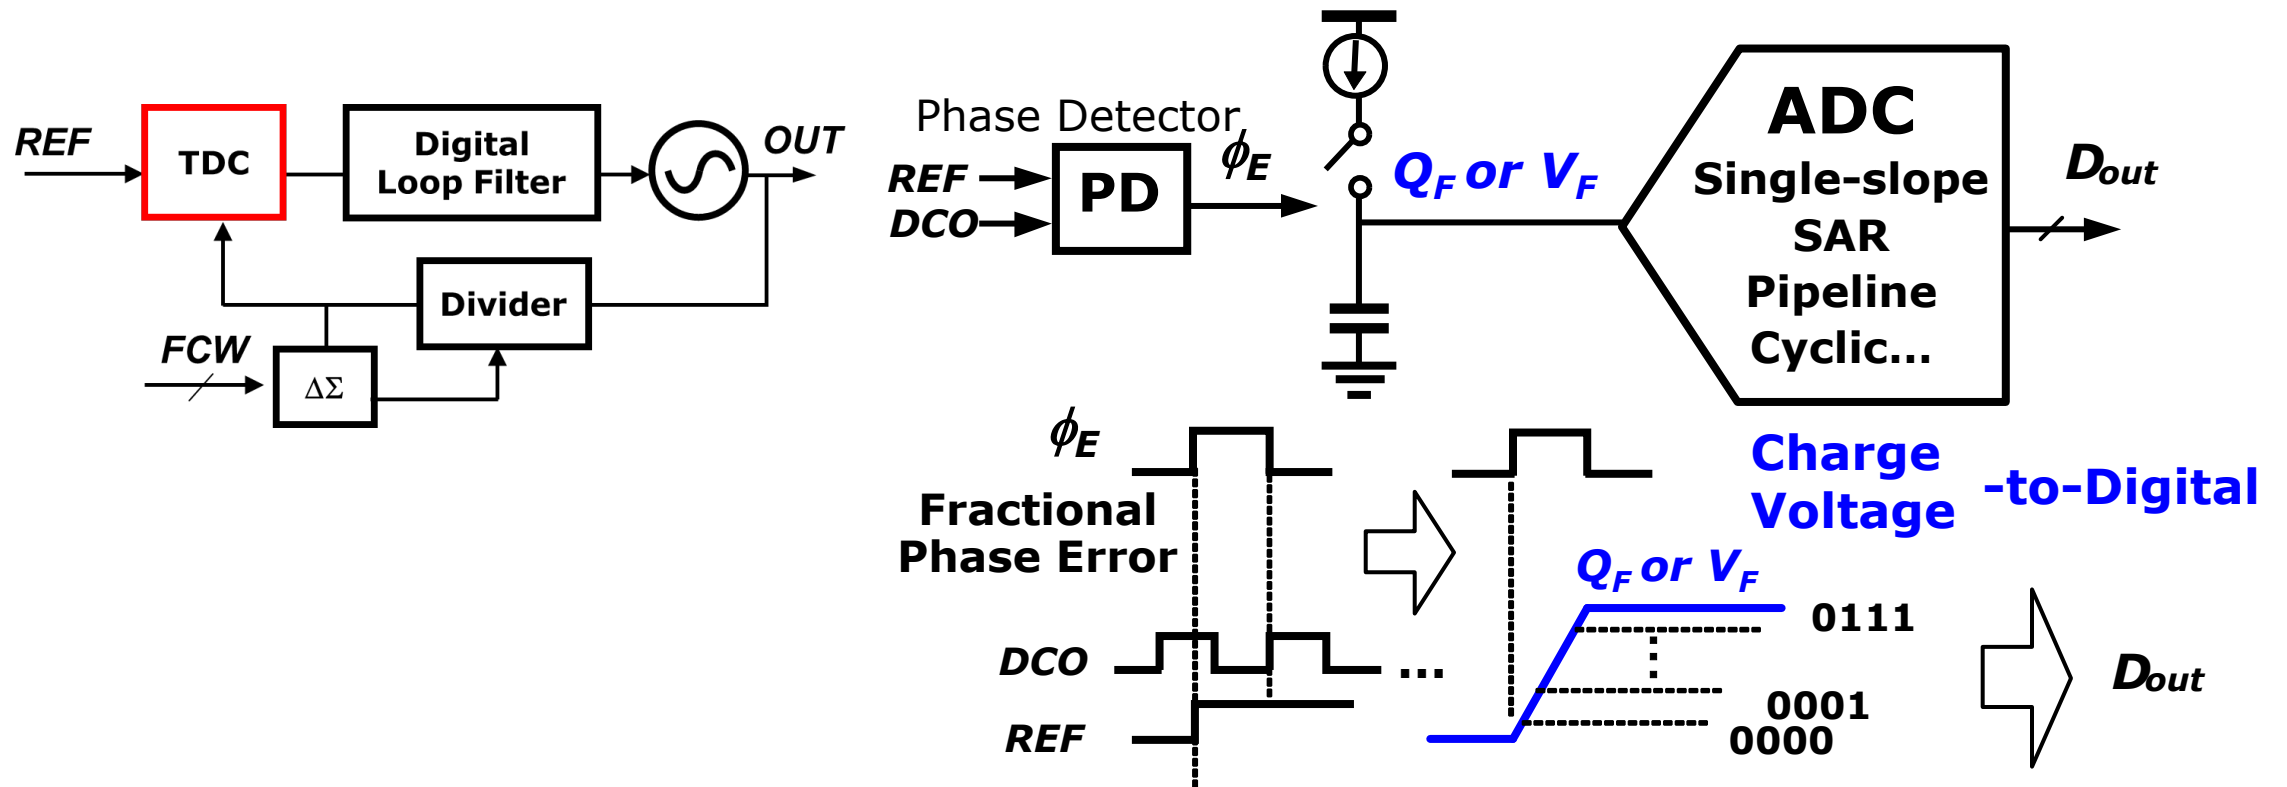 REF
TDC
Digital
Loop Filter
OUT
Divider
FCW
ΔΣ
Phase Detector
REF
DCO
PD
ϕE
QF or VF
ADC
Single-slope
SAR
Pipeline
Cyclic...
Dout
ϕE
Fractional
Phase Error
DCO
...
REF
Charge
Voltage
-to-Digital
QF or VF
0111
0001
0000
Dout